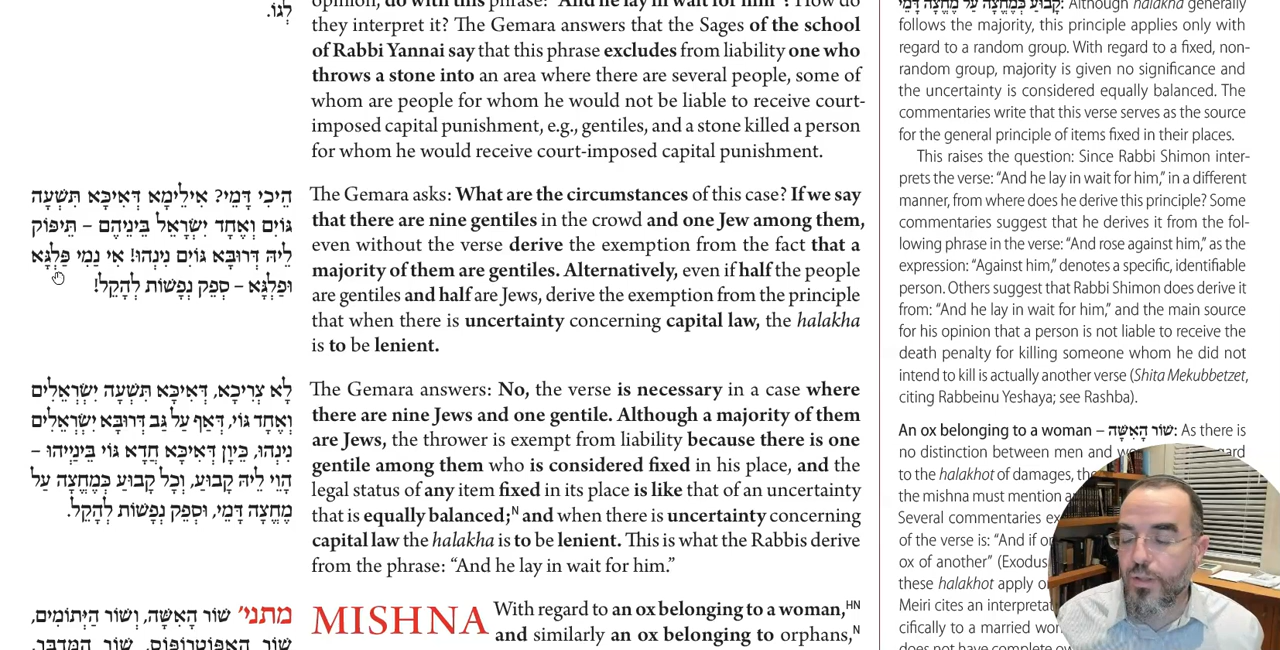 לְגוֹ.
opinion, do with this phrase: "And he lay in wait for him"? How do
they interpret it? The Gemara answers that the Sages of the school
of Rabbi Yannai say that this phrase excludes from liability one who
throws a stone into an area where there are several people, some of
whom are people for whom he would not be liable to receive court-
imposed capital punishment, e.g., gentiles, and a stone killed a person
for whom he would receive court-imposed capital punishment.
הֵיכִי דָּמֵי? אִילֵימָא דְּאִיכָּא תִּשְׁעָה
גּוֹיִם וְאֶחָד יִשְׂרָאֵל בֵּינֵיהֶם – תֵּיפּוֹק
לֵיהּ דְּרוּבָּא גּוֹיִם נִינְהוּ! אִי נַמִי פַּלְגָא
וּפַלְגָא – סְפֵק נְפָשׁוֹת לְהָקֵל!
The Gemara asks: What are the circumstances of this case? If we say
that there are nine gentiles in the crowd and one Jew among them,
even without the verse derive the exemption from the fact that a
majority of them are gentiles. Alternatively, even if half the people
are gentiles and half are Jews, derive the exemption from the principle
that when there is uncertainty concerning capital law, the halakha
is to be lenient.
לָא צְרִיכָא, דְּאִיכָּא תִּשְׁעָה יִשְׂרְאֵלִים
וְאֶחָד גּוֹי, דְּאַף עַל גַּב דְּרוּבָּא יִשְׂרְאֵלִים
נִינְהוּ, כֵּיוָן דְּאִיכָּא חֲדָא גּוֹי בֵּינַיְיהוּ –
הָוֵי לֵיהּ קָבוּעַ, וְכָל קָבוּעַ כְּמֶחֱצָה עַל
מֶחֱצָה דָּמֵי, וּסְפֵק נְפָשׁוֹת לְהָקֵל.
The Gemara answers: No, the verse is necessary in a case where
there are nine Jews and one gentile. Although a majority of them
are Jews, the thrower is exempt from liability because there is one
gentile among them who is considered fixed in his place, and the
legal status of any item fixed in its place is like that of an uncertainty
that is equally balanced;N and when there is uncertainty concerning
capital law the halakha is to be lenient. This is what the Rabbis derive
from the phrase: "And he lay in wait for him."
מתני׳ שׁוֹר הָאִשָּׁה, וְשׁוֹר הַיְּתוֹמִים,
שׁוֹר הָאַפּוֹטְרוֹפּוֹס, שׁוֹר הַמִּדְבָּר,
MISHNA With regard to an ox belonging to a woman,HN
and similarly an ox belonging to orphans,N
קָבוּעַ כְּמֶחֱצָה עַל מֶחֱצָה דָּמֵי: Although halakha generally
follows the majority, this principle applies only with
regard to a random group. With regard to a fixed, non-
random group, majority is given no significance and
the uncertainty is considered equally balanced. The
commentaries write that this verse serves as the source
for the general principle of items fixed in their places.
This raises the question: Since Rabbi Shimon inter-
prets the verse: "And he lay in wait for him," in a different
manner, from where does he derive this principle? Some
commentaries suggest that he derives it from the fol-
lowing phrase in the verse: "And rose against him," as the
expression: "Against him," denotes a specific, identifiable
person. Others suggest that Rabbi Shimon does derive it
from: "And he lay in wait for him," and the main source
for his opinion that a person is not liable to receive the
death penalty for killing someone whom he did not
intend to kill is actually another verse (Shita Mekubbetzet,
citing Rabbeinu Yeshaya; see Rashba).
An ox belonging to a woman – שׁוֹר הָאִשָּׁה: As there is
no distinction between men and
to the halakhot of damages,
the mishna must mention
Several commentaries
of the verse is: "And if
ox of another" (Exodus
these halakhot apply
Meiri cites an
cifically to a married
does not have complete